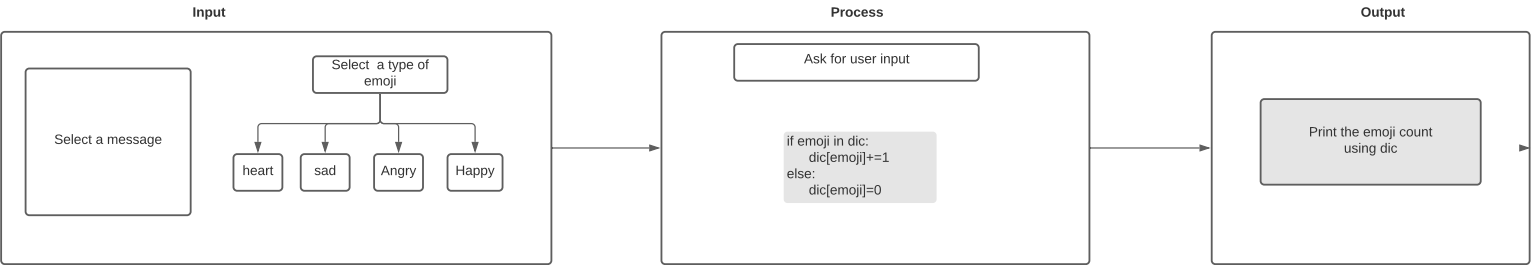 Input
Select a message
Select  a type of
emoji
heart
sad
Angry
Happy
Process
Ask for user input
if emoji in dic:
dic[emoji]+=1
else:
dic[emoji]=0
Output
Print the emoji count
using dic